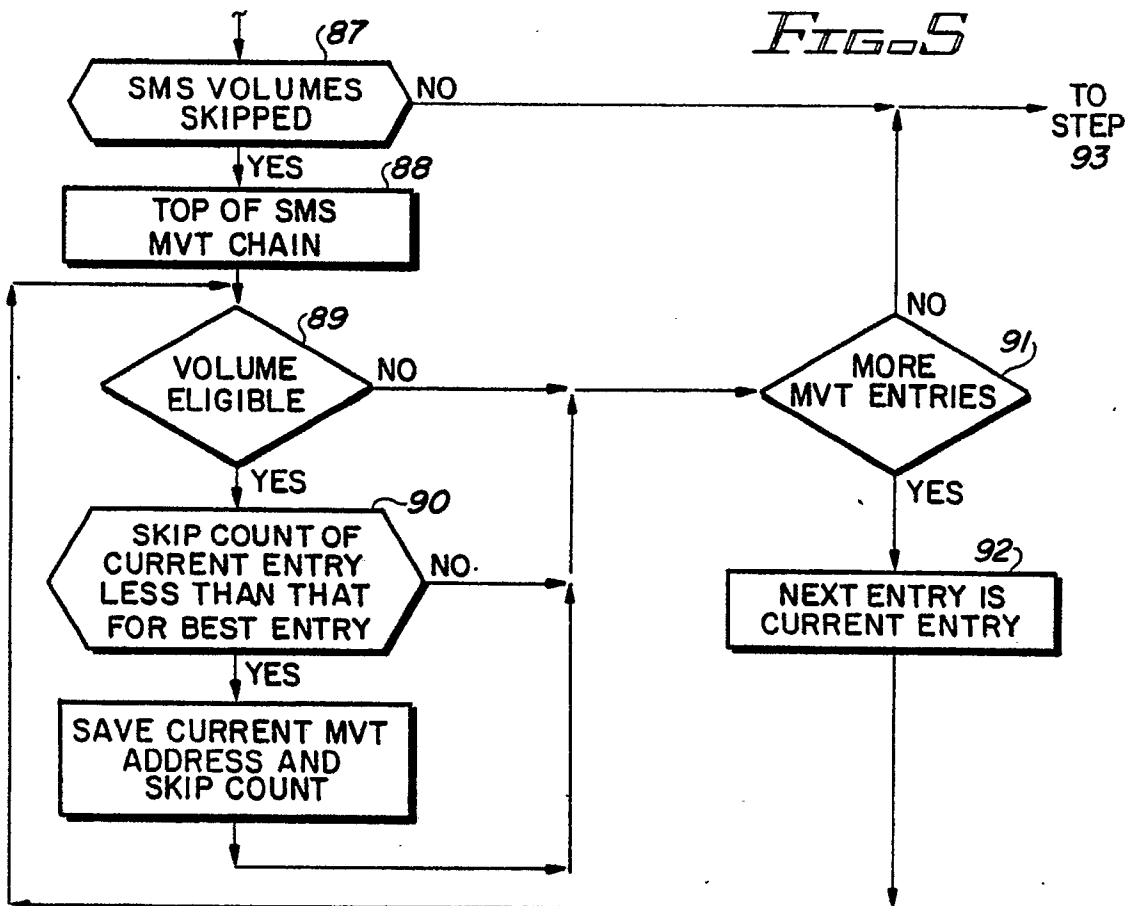 FIG. 5
87
SMS VOLUMES
SKIPPED
NO
TO
STEP
93
YES
88
TOP OF SMS
MVT CHAIN
89
VOLUME
ELIGIBLE
NO
NO
91
MORE
MVT ENTRIES
YES
YES
90
SKIP COUNT OF
CURRENT ENTRY
LESS THAN THAT
FOR BEST ENTRY
NO
92
NEXT ENTRY IS
CURRENT ENTRY
YES
SAVE CURRENT MVT
ADDRESS AND
SKIP COUNT